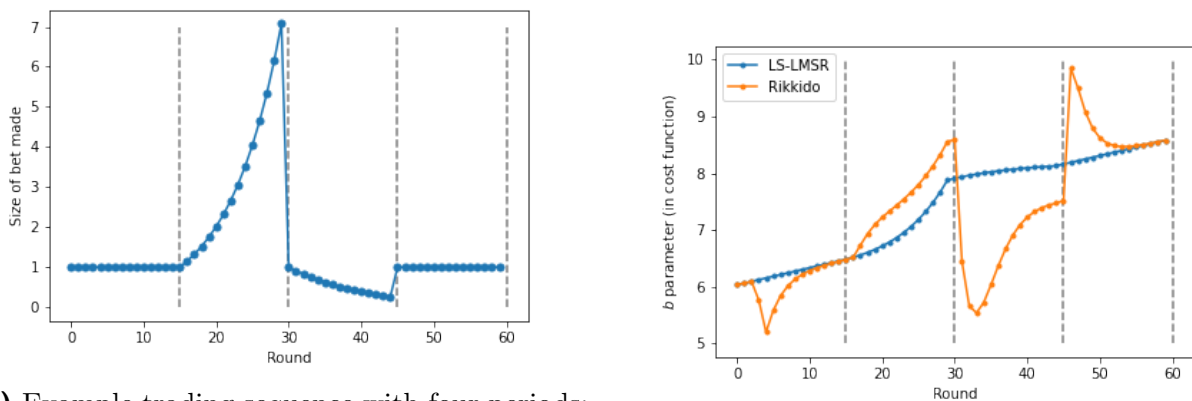 7
6
5
4
3
2
1
0
Size of bet made
0 10 20 30 40 50 60
Round
LS-LMSR
Rikkido
10
9
8
7
6
5
b parameter (in cost function)
0 10 20 30 40 50 60
Round
) Example trading sequence with four periods: